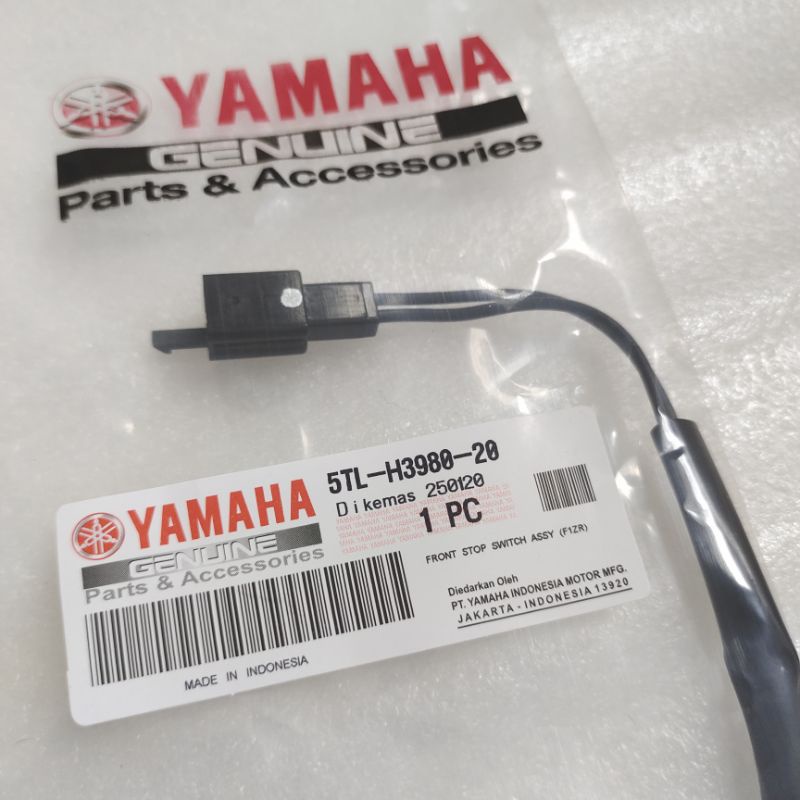 YAMAHA
GENUINE
Parts & Accessories
YAMAHA
GENUINE
Parts & Accessories
5TL-H3980-20
Dikemas 250120
1 PC
FRONT STOP SWITCH ASSY (F1ZR)
Diedarkan Oleh
PT. YAMAHA INDONESIA MOTOR MFG.
JAKARTA - INDONESIA 13920
MADE IN INDONESIA